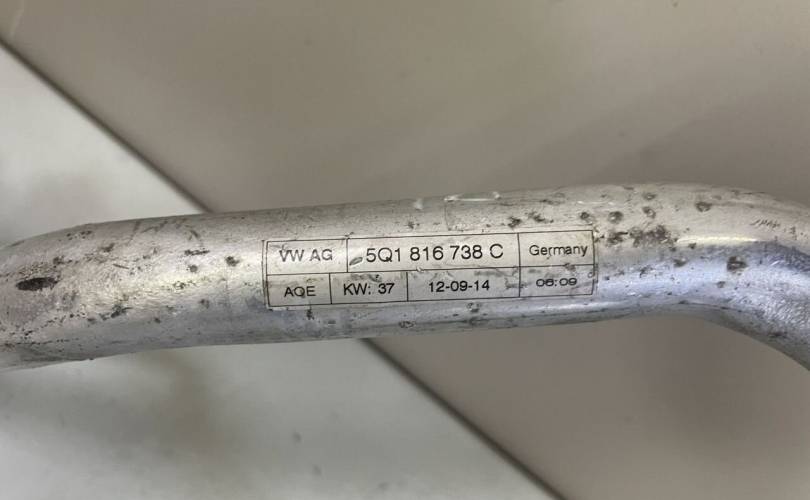 VW AG 5Q1 816 738 C Germany
AQE KW: 37 12-09-14 06:09